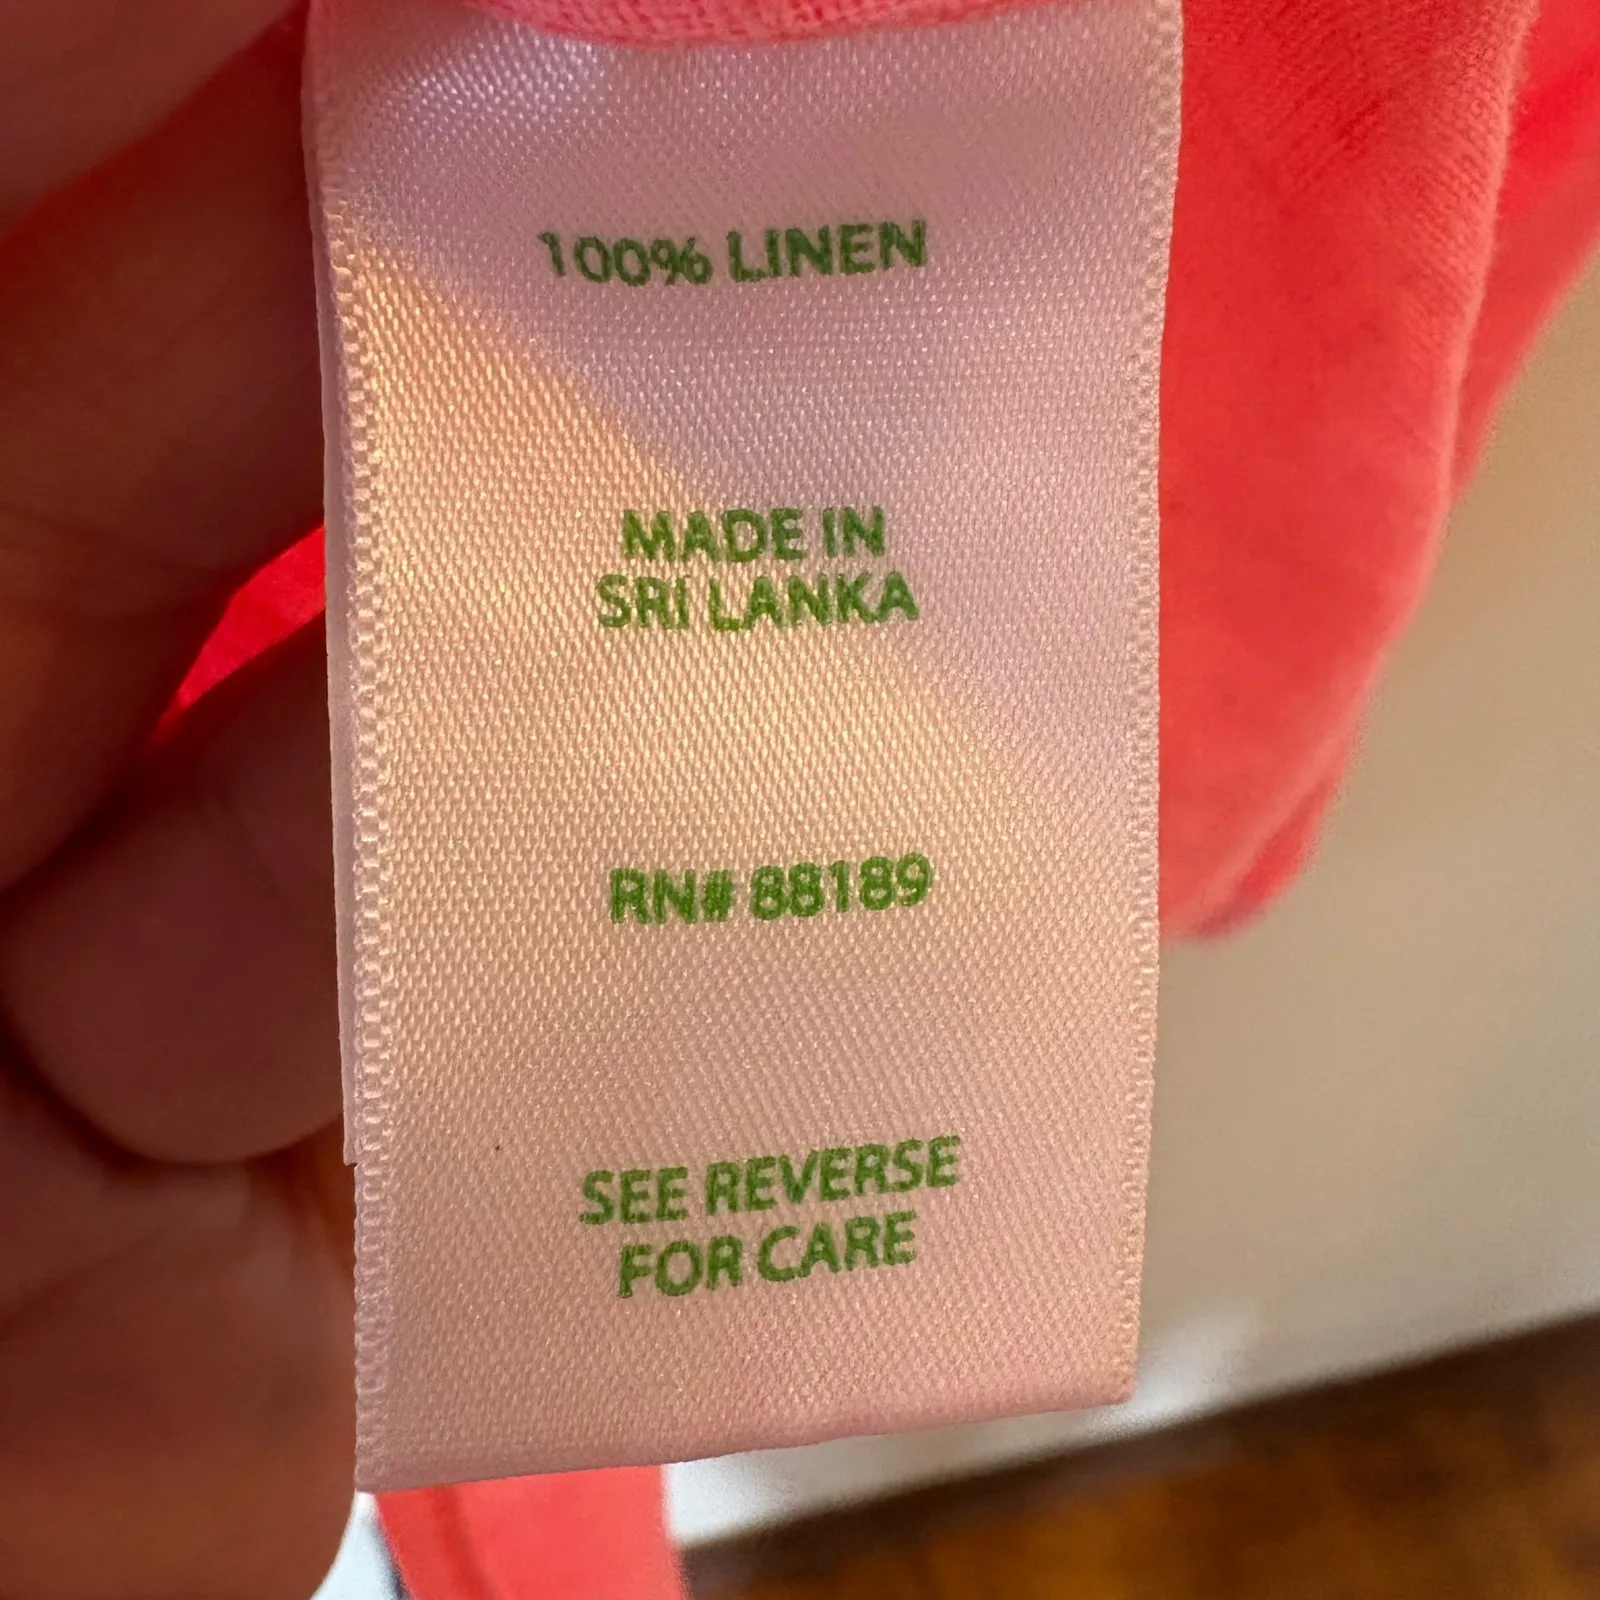 100% LINEN
MADE IN
SRI LANKA
RN# 88189
SEE REVERSE
FOR CARE